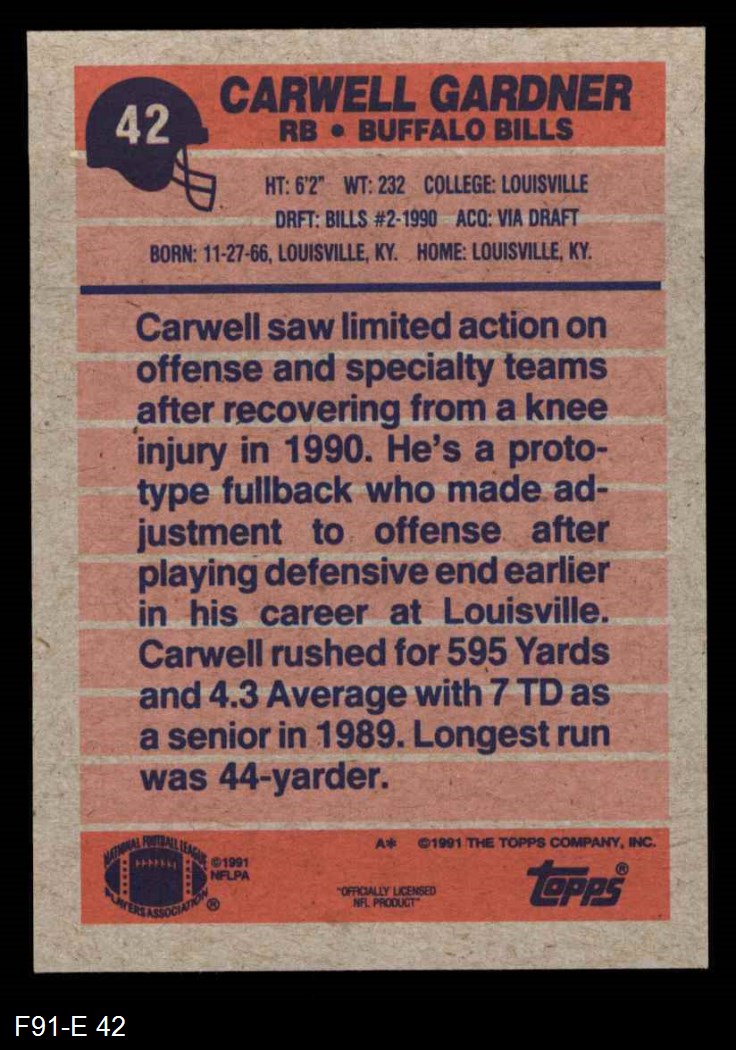 42
CARWELL GARDNER
RB • BUFFALO BILLS
HT: 6'2" WT: 232 COLLEGE: LOUISVILLE
DRFT: BILLS #2-1990 ACQ: VIA DRAFT
BORN: 11-27-66, LOUISVILLE, KY. HOME: LOUISVILLE, KY.
Carwell saw limited action on
offense and specialty teams
after recovering from a knee
injury in 1990. He's a proto-
type fullback who made ad-
justment to offense after
playing defensive end earlier
in his career at Louisville.
Carwell rushed for 595 Yards
and 4.3 Average with 7 TD as
a senior in 1989. Longest run
was 44-yarder.
NATIONAL FOOTBALL LEAGUE
PLAYERS ASSOCIATION ®
©1991
NFLPA
A* ©1991 THE TOPPS COMPANY, INC.
"OFFICIALLY LICENSED
NFL PRODUCT"
topps®
F91-E 42